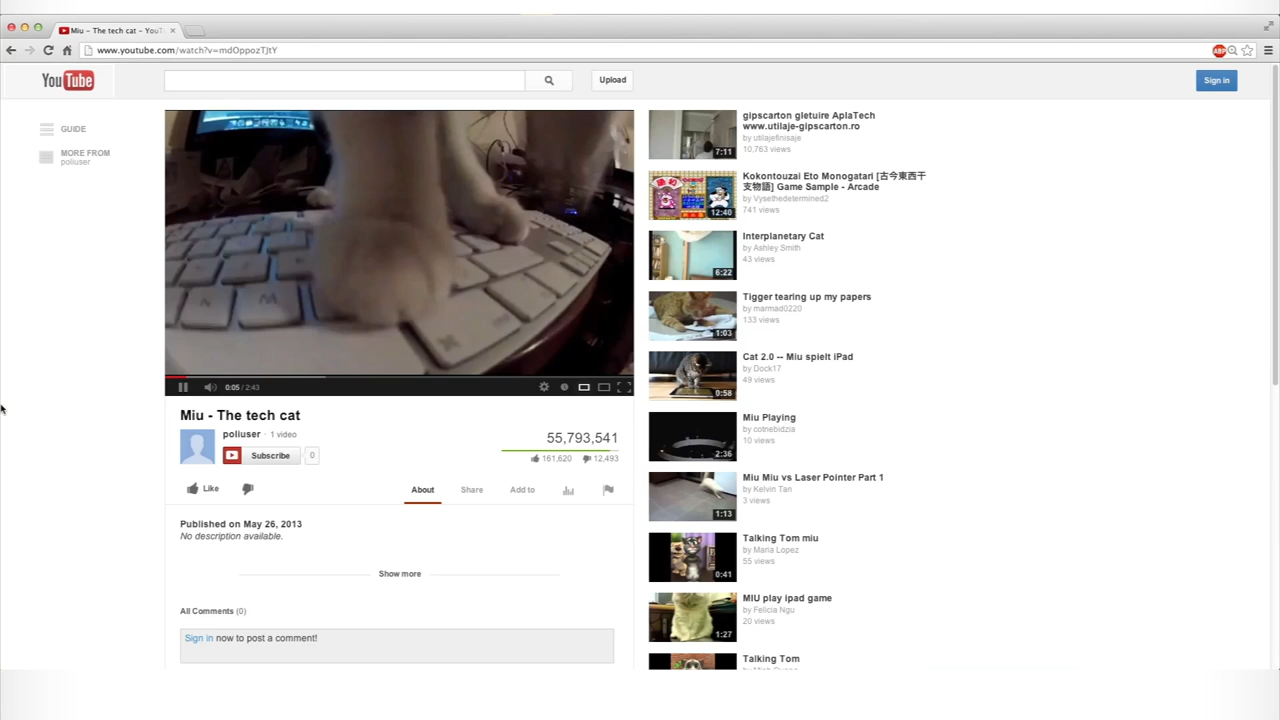 Miu – The tech cat – YouTu
www.youtube.com/watch?v=mdOppozTJtY
ABP
YouTube
Upload
Sign in
GUIDE
MORE FROM
poliuser
N M
0:05 / 2:43
Miu - The tech cat
poliuser · 1 video
Subscribe 0
55,793,541
161,620 12,493
Like
About Share Add to
Published on May 26, 2013
No description available.
Show more
All Comments (0)
Sign in now to post a comment!
7:11
gipscarton gletuire AplaTech
www.utilaje-gipscarton.ro
by utilajefinisaje
10,763 views
12:40
Kokontouzai Eto Monogatari [古今東西干
支物語] Game Sample - Arcade
by Vysethedetermined2
741 views
6:22
Interplanetary Cat
by Ashley Smith
43 views
1:03
Tigger tearing up my papers
by marmad0220
133 views
0:58
Cat 2.0 -- Miu spielt iPad
by Dock17
49 views
2:36
Miu Playing
by cotnebidzia
10 views
1:13
Miu Miu vs Laser Pointer Part 1
by Kelvin Tan
3 views
0:41
Talking Tom miu
by Maria Lopez
55 views
1:27
MIU play ipad game
by Felicia Ngu
20 views
Talking Tom